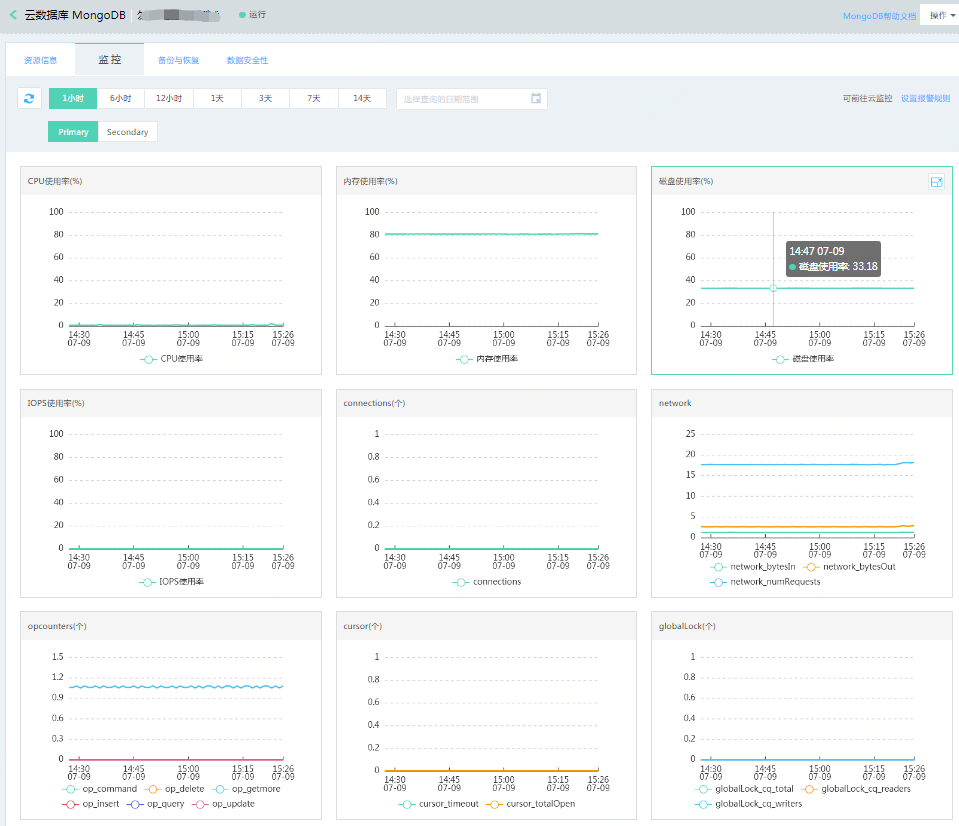 云数据库 MongoDB 运行 MongoDB帮助文档 操作
资源信息 监控 备份与恢复 数据安全性
1小时 6小时 12小时 1天 3天 7天 14天 选择查询的日期范围 可前往云监控 设置报警规则
Primary Secondary
CPU使用率(%)
100
80
60
40
20
0
14:30 14:45 15:00 15:15 15:26
07-09 07-09 07-09 07-09 07-09
CPU使用率
内存使用率(%)
100
80
60
40
20
0
14:30 14:45 15:00 15:15 15:26
07-09 07-09 07-09 07-09 07-09
内存使用率
磁盘使用率(%)
100
80
60
40
20
0
14:47 07-09
磁盘使用率: 33.18
14:30 14:45 15:00 15:15 15:26
07-09 07-09 07-09 07-09 07-09
磁盘使用率
IOPS使用率(%)
100
80
60
40
20
0
14:30 14:45 15:00 15:15 15:26
07-09 07-09 07-09 07-09 07-09
IOPS使用率
connections(个)
1
0.8
0.6
0.4
0.2
0
14:30 14:45 15:00 15:15 15:26
07-09 07-09 07-09 07-09 07-09
connections
network
25
20
15
10
5
0
14:30 14:45 15:00 15:15 15:26
07-09 07-09 07-09 07-09 07-09
network_bytesIn network_bytesOut
network_numRequests
opcounters(个)
1.5
1.2
0.9
0.6
0.3
0
14:30 14:45 15:00 15:15 15:26
07-09 07-09 07-09 07-09 07-09
op_command op_delete op_getmore
op_insert op_query op_update
cursor(个)
1
0.8
0.6
0.4
0.2
0
14:30 14:45 15:00 15:15 15:26
07-09 07-09 07-09 07-09 07-09
cursor_timeout cursor_totalOpen
globalLock(个)
1
0.8
0.6
0.4
0.2
0
14:30 14:45 15:00 15:15 15:26
07-09 07-09 07-09 07-09 07-09
globalLock_cq_total globalLock_cq_readers
globalLock_cq_writers